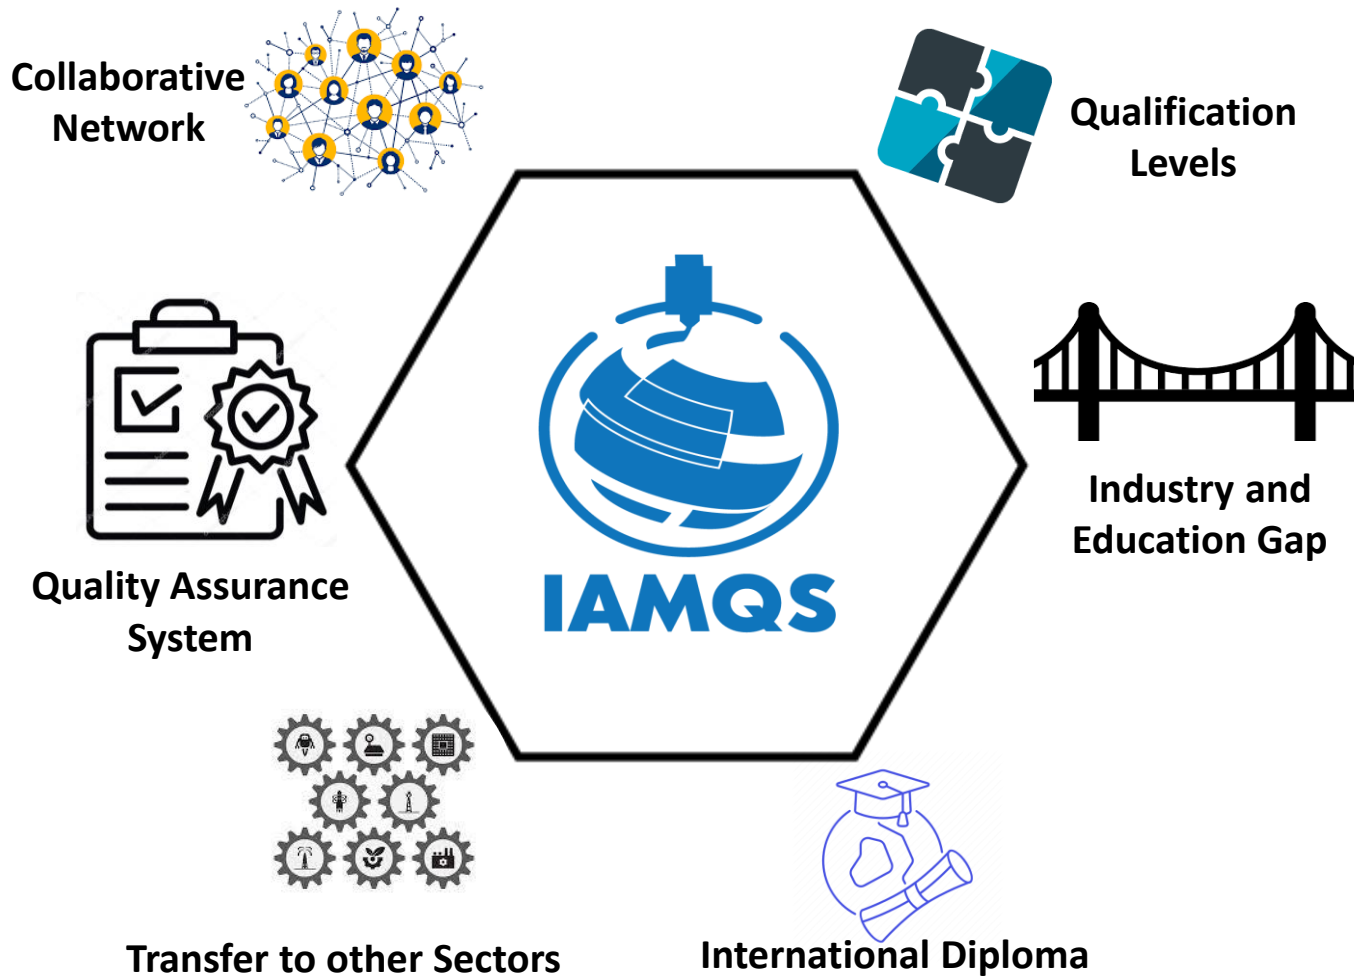 Collaborative
Network
Qualification
Levels
Industry and
Education Gap
Quality Assurance
System
IAMQS
Transfer to other Sectors
International Diploma